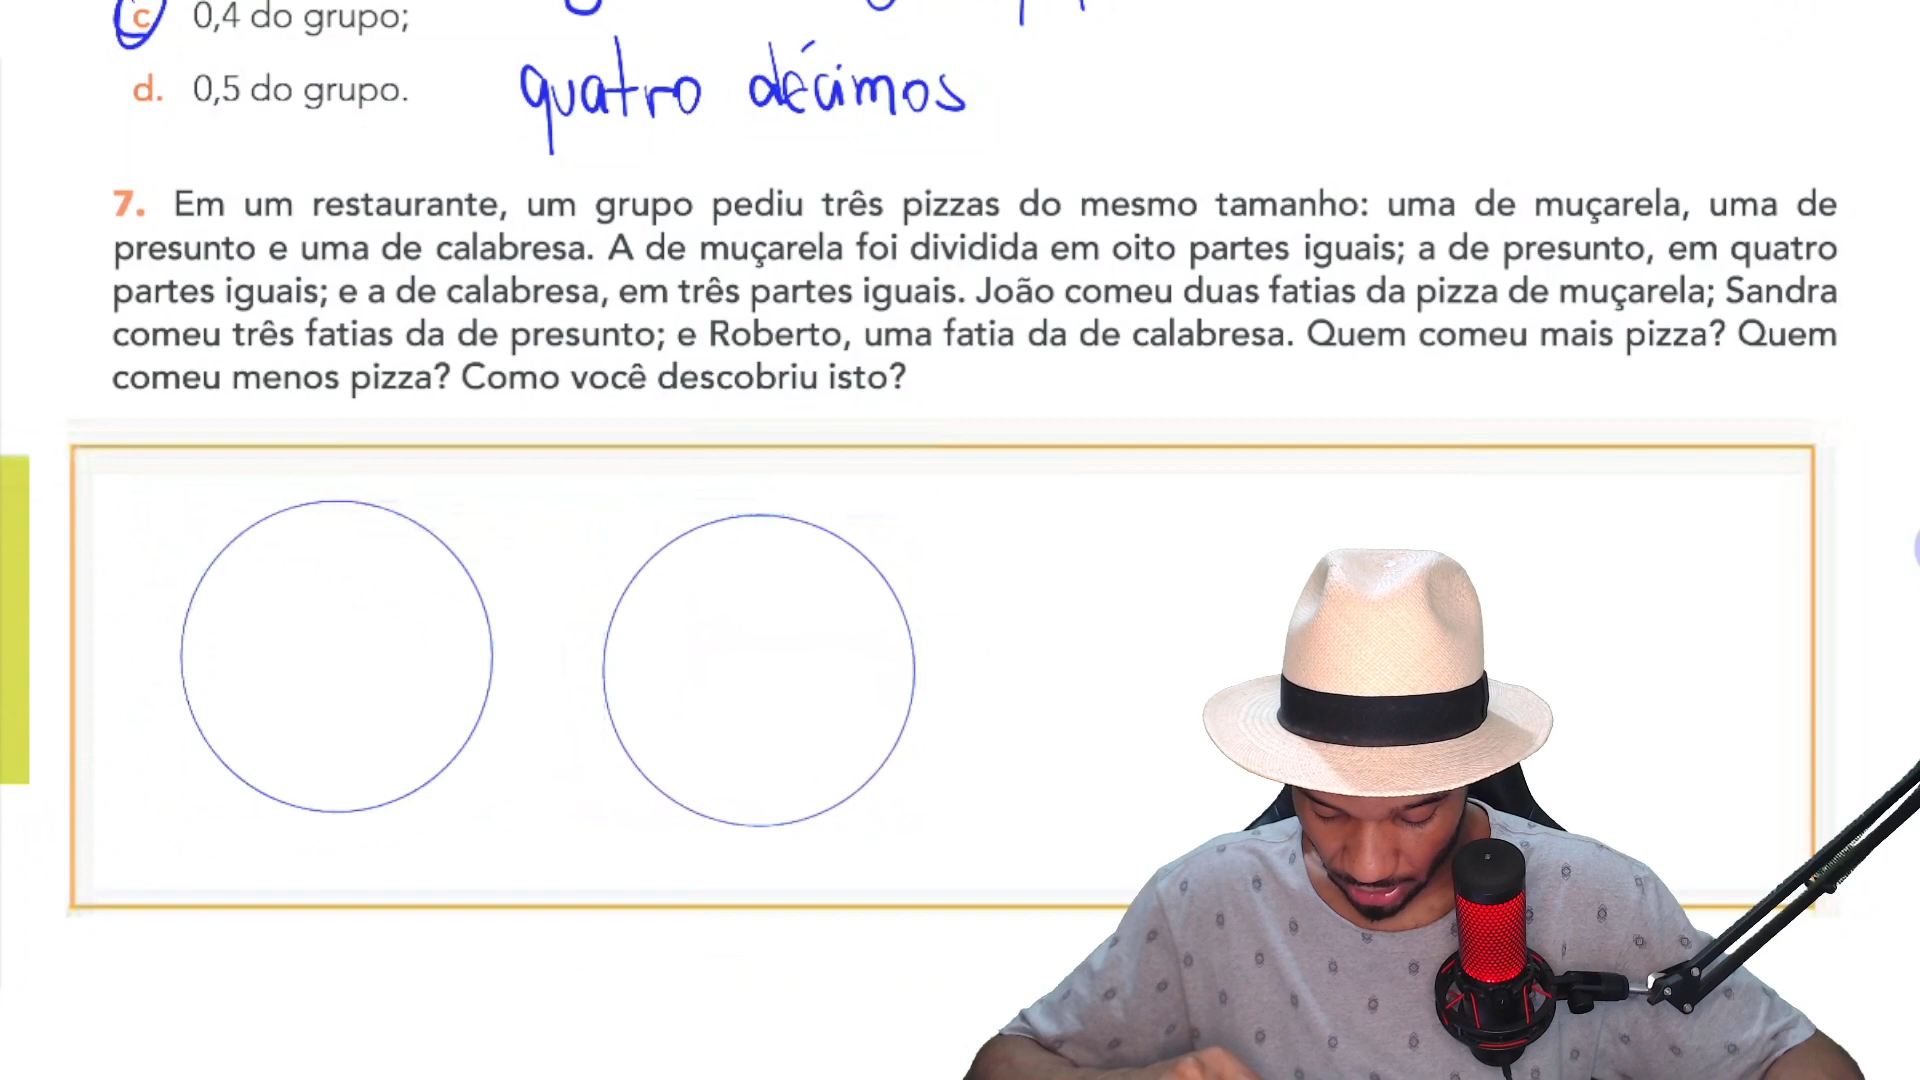 c 0,4 do grupo;
d. 0,5 do grupo.
quatro décimos
7. Em um restaurante, um grupo pediu três pizzas do mesmo tamanho: uma de muçarela, uma de
presunto e uma de calabresa. A de muçarela foi dividida em oito partes iguais; a de presunto, em quatro
partes iguais; e a de calabresa, em três partes iguais. João comeu duas fatias da pizza de muçarela; Sandra
comeu três fatias da de presunto; e Roberto, uma fatia da de calabresa. Quem comeu mais pizza? Quem
comeu menos pizza? Como você descobriu isto?